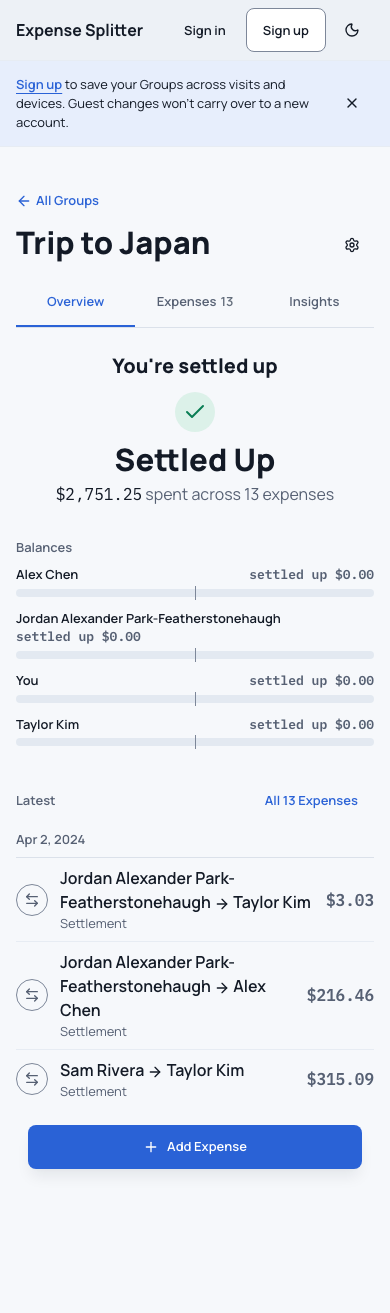 Expense Splitter
Sign in
Sign up
Sign up to save your Groups across visits and
devices. Guest changes won't carry over to a new
account.
← All Groups
Trip to Japan
Overview
Expenses 13
Insights
You're settled up
Settled Up
$2,751.25 spent across 13 expenses
Balances
Alex Chen
settled up $0.00
Jordan Alexander Park-Featherstonehaugh
settled up $0.00
You
settled up $0.00
Taylor Kim
settled up $0.00
Latest
All 13 Expenses
Apr 2, 2024
Jordan Alexander Park-
Featherstonehaugh → Taylor Kim
$3.03
Settlement
Jordan Alexander Park-
Featherstonehaugh → Alex
Chen
$216.46
Settlement
Sam Rivera → Taylor Kim
$315.09
Settlement
+ Add Expense